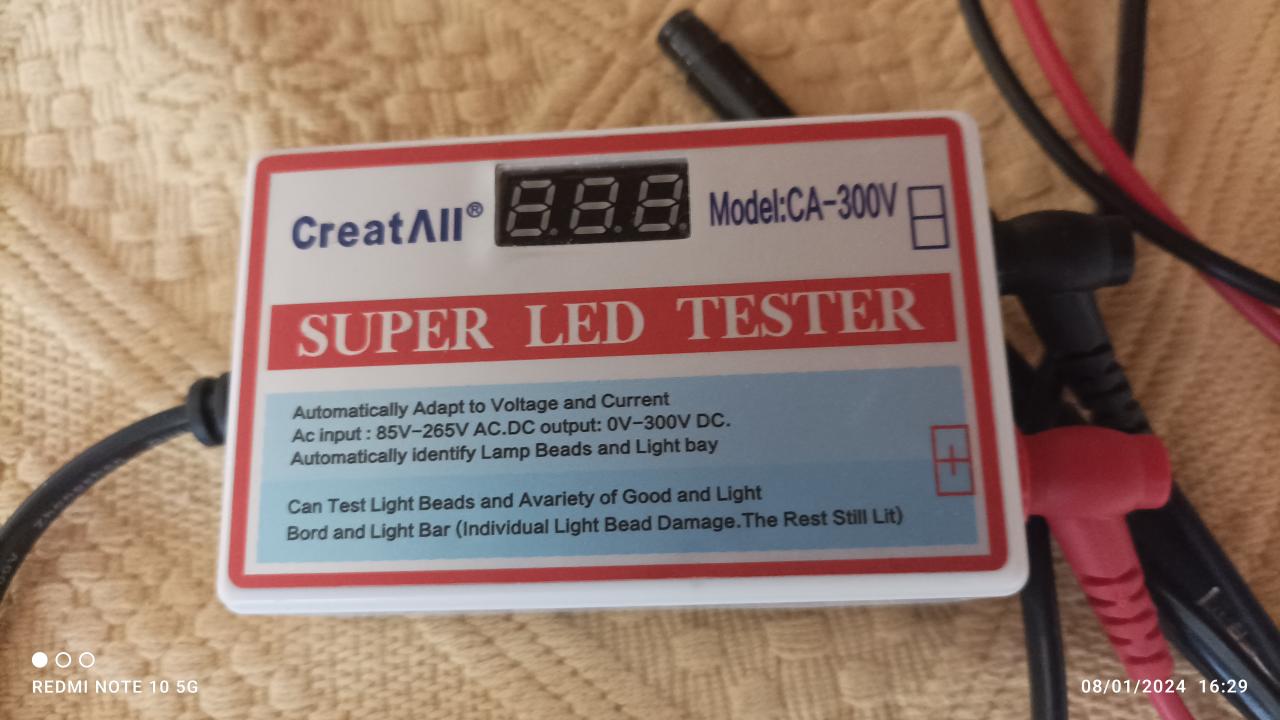 CreatAll®
Model:CA-300V
SUPER LED TESTER
Automatically Adapt to Voltage and Current
Ac input : 85V-265V AC.DC output: 0V-300V DC.
Automatically identify Lamp Beads and Light bay
Can Test Light Beads and Avariety of Good and Light
Bord and Light Bar (Individual Light Bead Damage.The Rest Still Lit)
REDMI NOTE 10 5G
08/01/2024 16:29